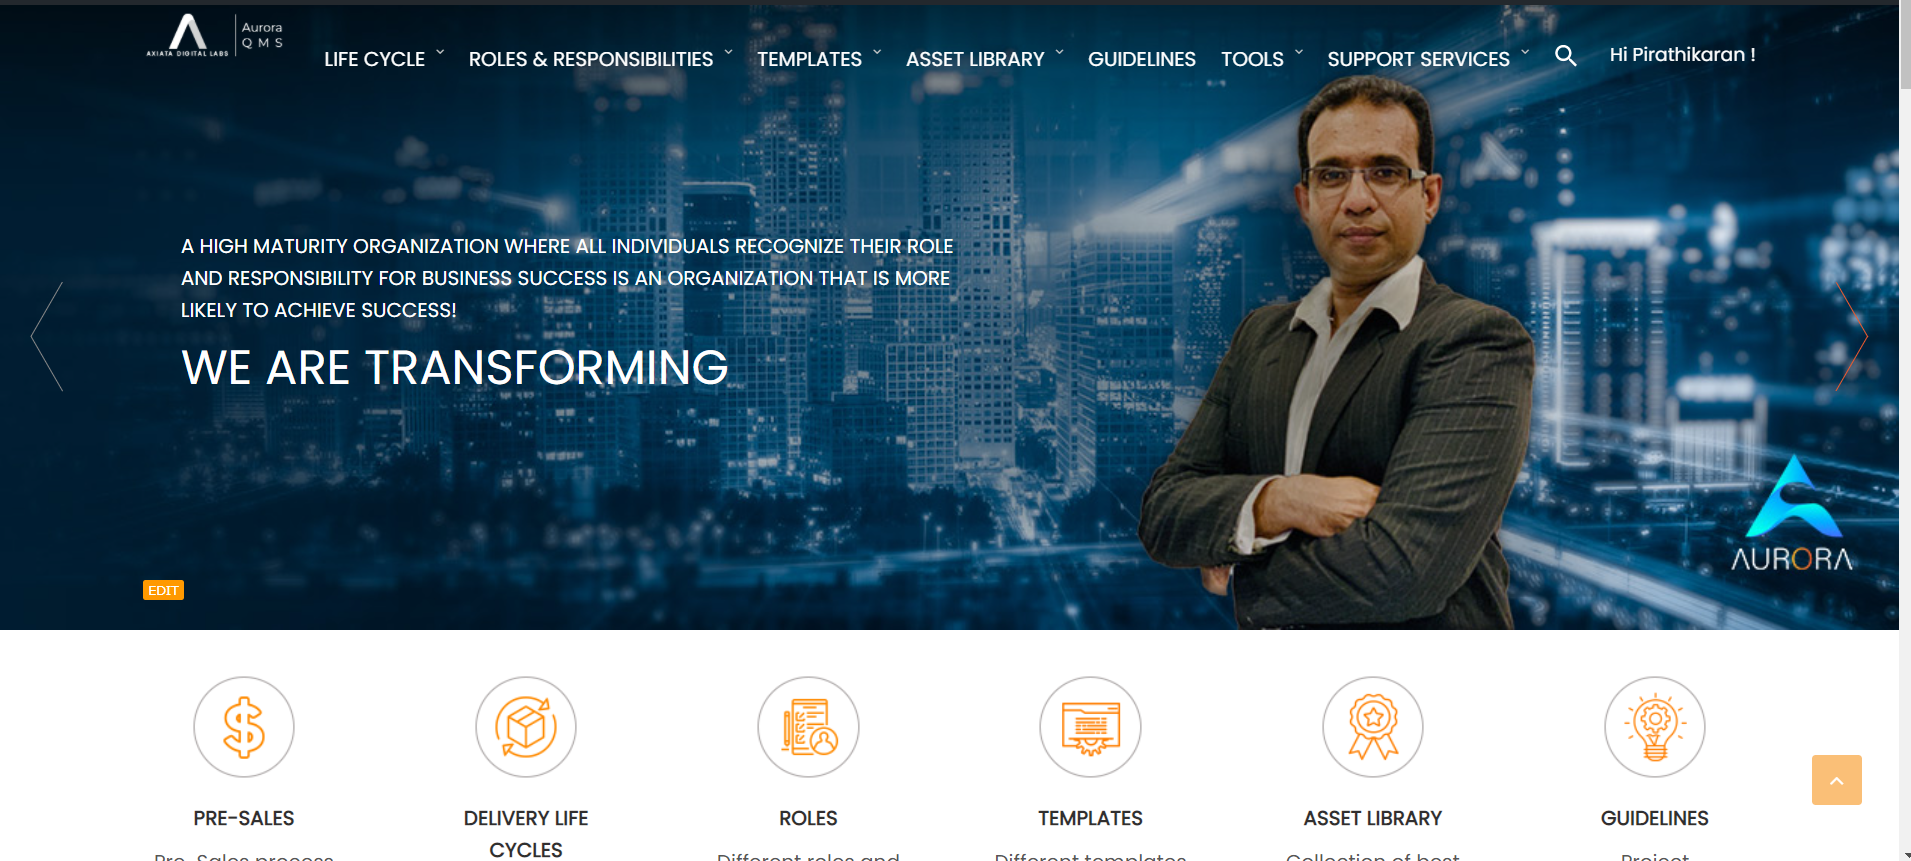 AXIATA DIGITAL LABS
Aurora
QMS
LIFE CYCLE
ROLES & RESPONSIBILITIES
TEMPLATES
ASSET LIBRARY
GUIDELINES
TOOLS
SUPPORT SERVICES
Hi Pirathikaran !
A HIGH MATURITY ORGANIZATION WHERE ALL INDIVIDUALS RECOGNIZE THEIR ROLE
AND RESPONSIBILITY FOR BUSINESS SUCCESS IS AN ORGANIZATION THAT IS MORE
LIKELY TO ACHIEVE SUCCESS!
WE ARE TRANSFORMING
AURORA
EDIT
PRE-SALES
DELIVERY LIFE
CYCLES
ROLES
TEMPLATES
ASSET LIBRARY
GUIDELINES
Pre-Sales process
Different roles and
Different templates
Collection of best
Project